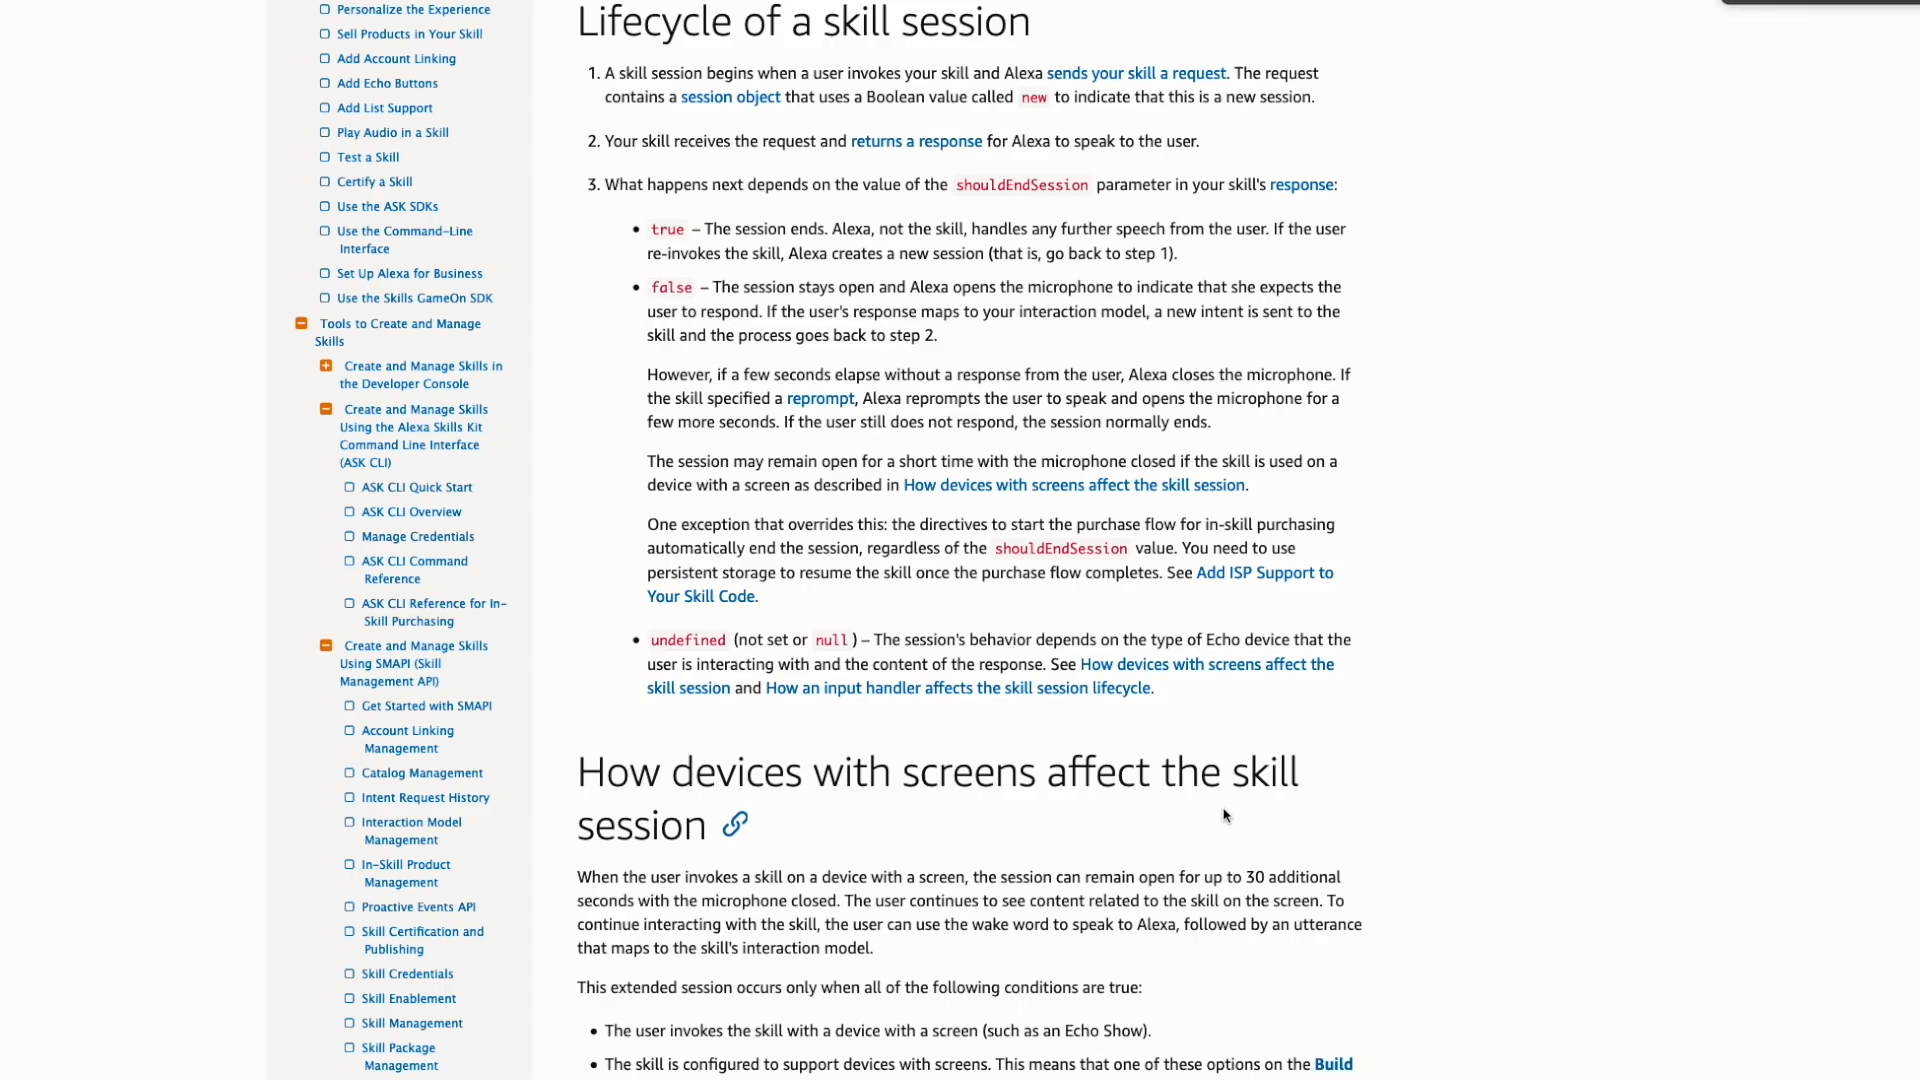 Personalize the Experience
Sell Products in Your Skill
Add Account Linking
Add Echo Buttons
Add List Support
Play Audio in a Skill
Test a Skill
Certify a Skill
Use the ASK SDKs
Use the Command-Line
Interface
Set Up Alexa for Business
Use the Skills GameOn SDK
Tools to Create and Manage
Skills
Create and Manage Skills in
the Developer Console
Create and Manage Skills
Using the Alexa Skills Kit
Command Line Interface
(ASK CLI)
ASK CLI Quick Start
ASK CLI Overview
Manage Credentials
ASK CLI Command
Reference
ASK CLI Reference for In-
Skill Purchasing
Create and Manage Skills
Using SMAPI (Skill
Management API)
Get Started with SMAPI
Account Linking
Management
Catalog Management
Intent Request History
Interaction Model
Management
In-Skill Product
Management
Proactive Events API
Skill Certification and
Publishing
Skill Credentials
Skill Enablement
Skill Management
Skill Package
Management
Lifecycle of a skill session
1. A skill session begins when a user invokes your skill and Alexa sends your skill a request. The request
contains a session object that uses a Boolean value called new to indicate that this is a new session.
2. Your skill receives the request and returns a response for Alexa to speak to the user.
3. What happens next depends on the value of the shouldEndSession parameter in your skill's response:
• true – The session ends. Alexa, not the skill, handles any further speech from the user. If the user
re-invokes the skill, Alexa creates a new session (that is, go back to step 1).
• false – The session stays open and Alexa opens the microphone to indicate that she expects the
user to respond. If the user's response maps to your interaction model, a new intent is sent to the
skill and the process goes back to step 2.
However, if a few seconds elapse without a response from the user, Alexa closes the microphone. If
the skill specified a reprompt, Alexa reprompts the user to speak and opens the microphone for a
few more seconds. If the user still does not respond, the session normally ends.
The session may remain open for a short time with the microphone closed if the skill is used on a
device with a screen as described in How devices with screens affect the skill session.
One exception that overrides this: the directives to start the purchase flow for in-skill purchasing
automatically end the session, regardless of the shouldEndSession value. You need to use
persistent storage to resume the skill once the purchase flow completes. See Add ISP Support to
Your Skill Code.
• undefined (not set or null) – The session's behavior depends on the type of Echo device that the
user is interacting with and the content of the response. See How devices with screens affect the
skill session and How an input handler affects the skill session lifecycle.
How devices with screens affect the skill
session
When the user invokes a skill on a device with a screen, the session can remain open for up to 30 additional
seconds with the microphone closed. The user continues to see content related to the skill on the screen. To
continue interacting with the skill, the user can use the wake word to speak to Alexa, followed by an utterance
that maps to the skill's interaction model.
This extended session occurs only when all of the following conditions are true:
• The user invokes the skill with a device with a screen (such as an Echo Show).
• The skill is configured to support devices with screens. This means that one of these options on the Build